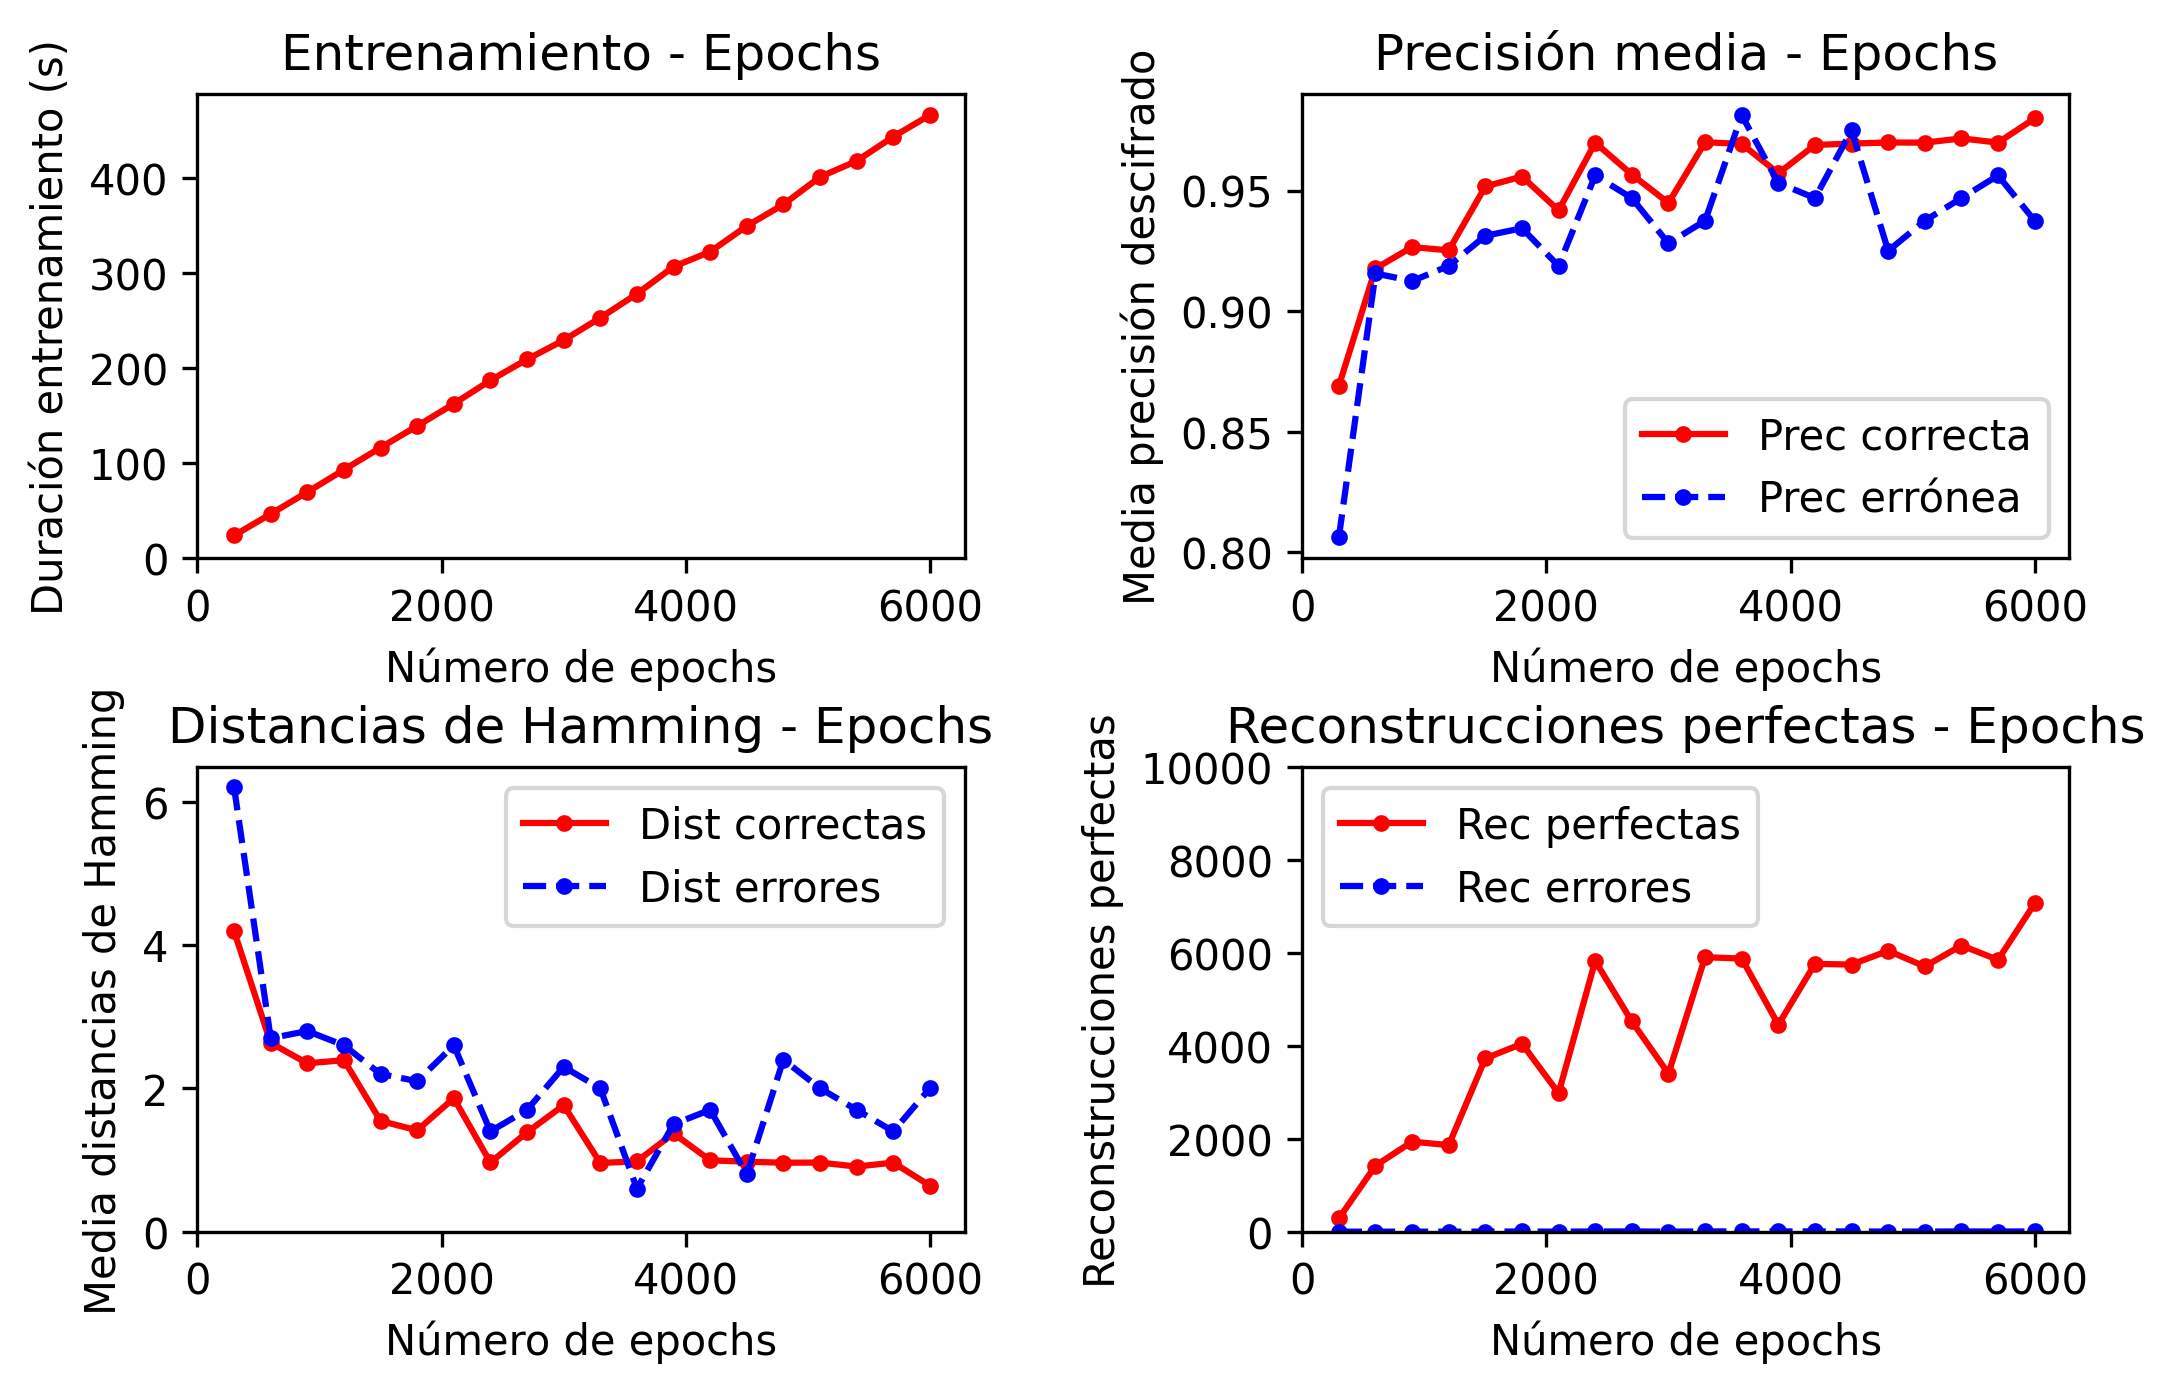 Entrenamiento - Epochs
Duración entrenamiento (s)
400
300
200
100
0
0 2000 4000 6000
Número de epochs
Precisión media - Epochs
Media precisión descifrado
0.95
0.90
0.85
0.80
Prec correcta
Prec errónea
0 2000 4000 6000
Número de epochs
Distancias de Hamming - Epochs
Media distancias de Hamming
6
4
2
0
Dist correctas
Dist errores
0 2000 4000 6000
Número de epochs
Reconstrucciones perfectas - Epochs
Reconstrucciones perfectas
10000
8000
6000
4000
2000
0
Rec perfectas
Rec errores
0 2000 4000 6000
Número de epochs